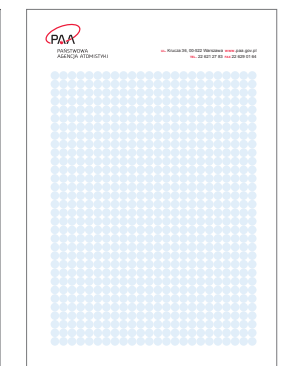 PAA
PAŃSTWOWA
AGENCJA ATOMISTYKI
UL. Krucza 36, 00-522 Warszawa www.paa.gov.pl
TEL. 22 621 27 83 FAX 22 629 01 64